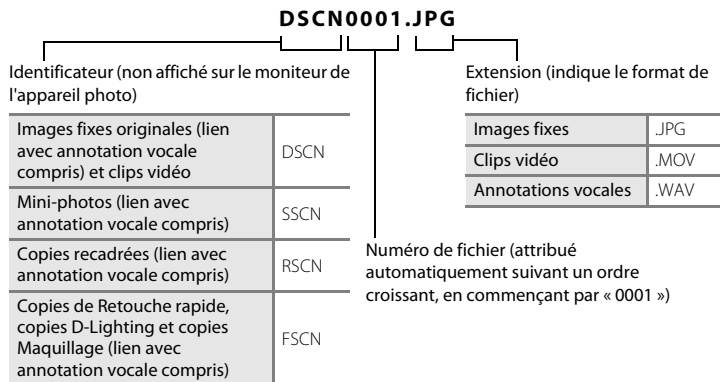 DSCN0001.JPG
Identificateur (non affiché sur le moniteur de
l'appareil photo)
Images fixes originales (lien
avec annotation vocale
compris) et clips vidéo
DSCN
Mini-photos (lien avec
annotation vocale compris)
SSCN
Copies recadrées (lien avec
annotation vocale compris)
RSCN
Copies de Retouche rapide,
copies D-Lighting et copies
Maquillage (lien avec
annotation vocale compris)
FSCN
Extension (indique le format de
fichier)
Images fixes .JPG
Clips vidéo .MOV
Annotations vocales .WAV
Numéro de fichier (attribué
automatiquement suivant un ordre
croissant, en commençant par « 0001 »)